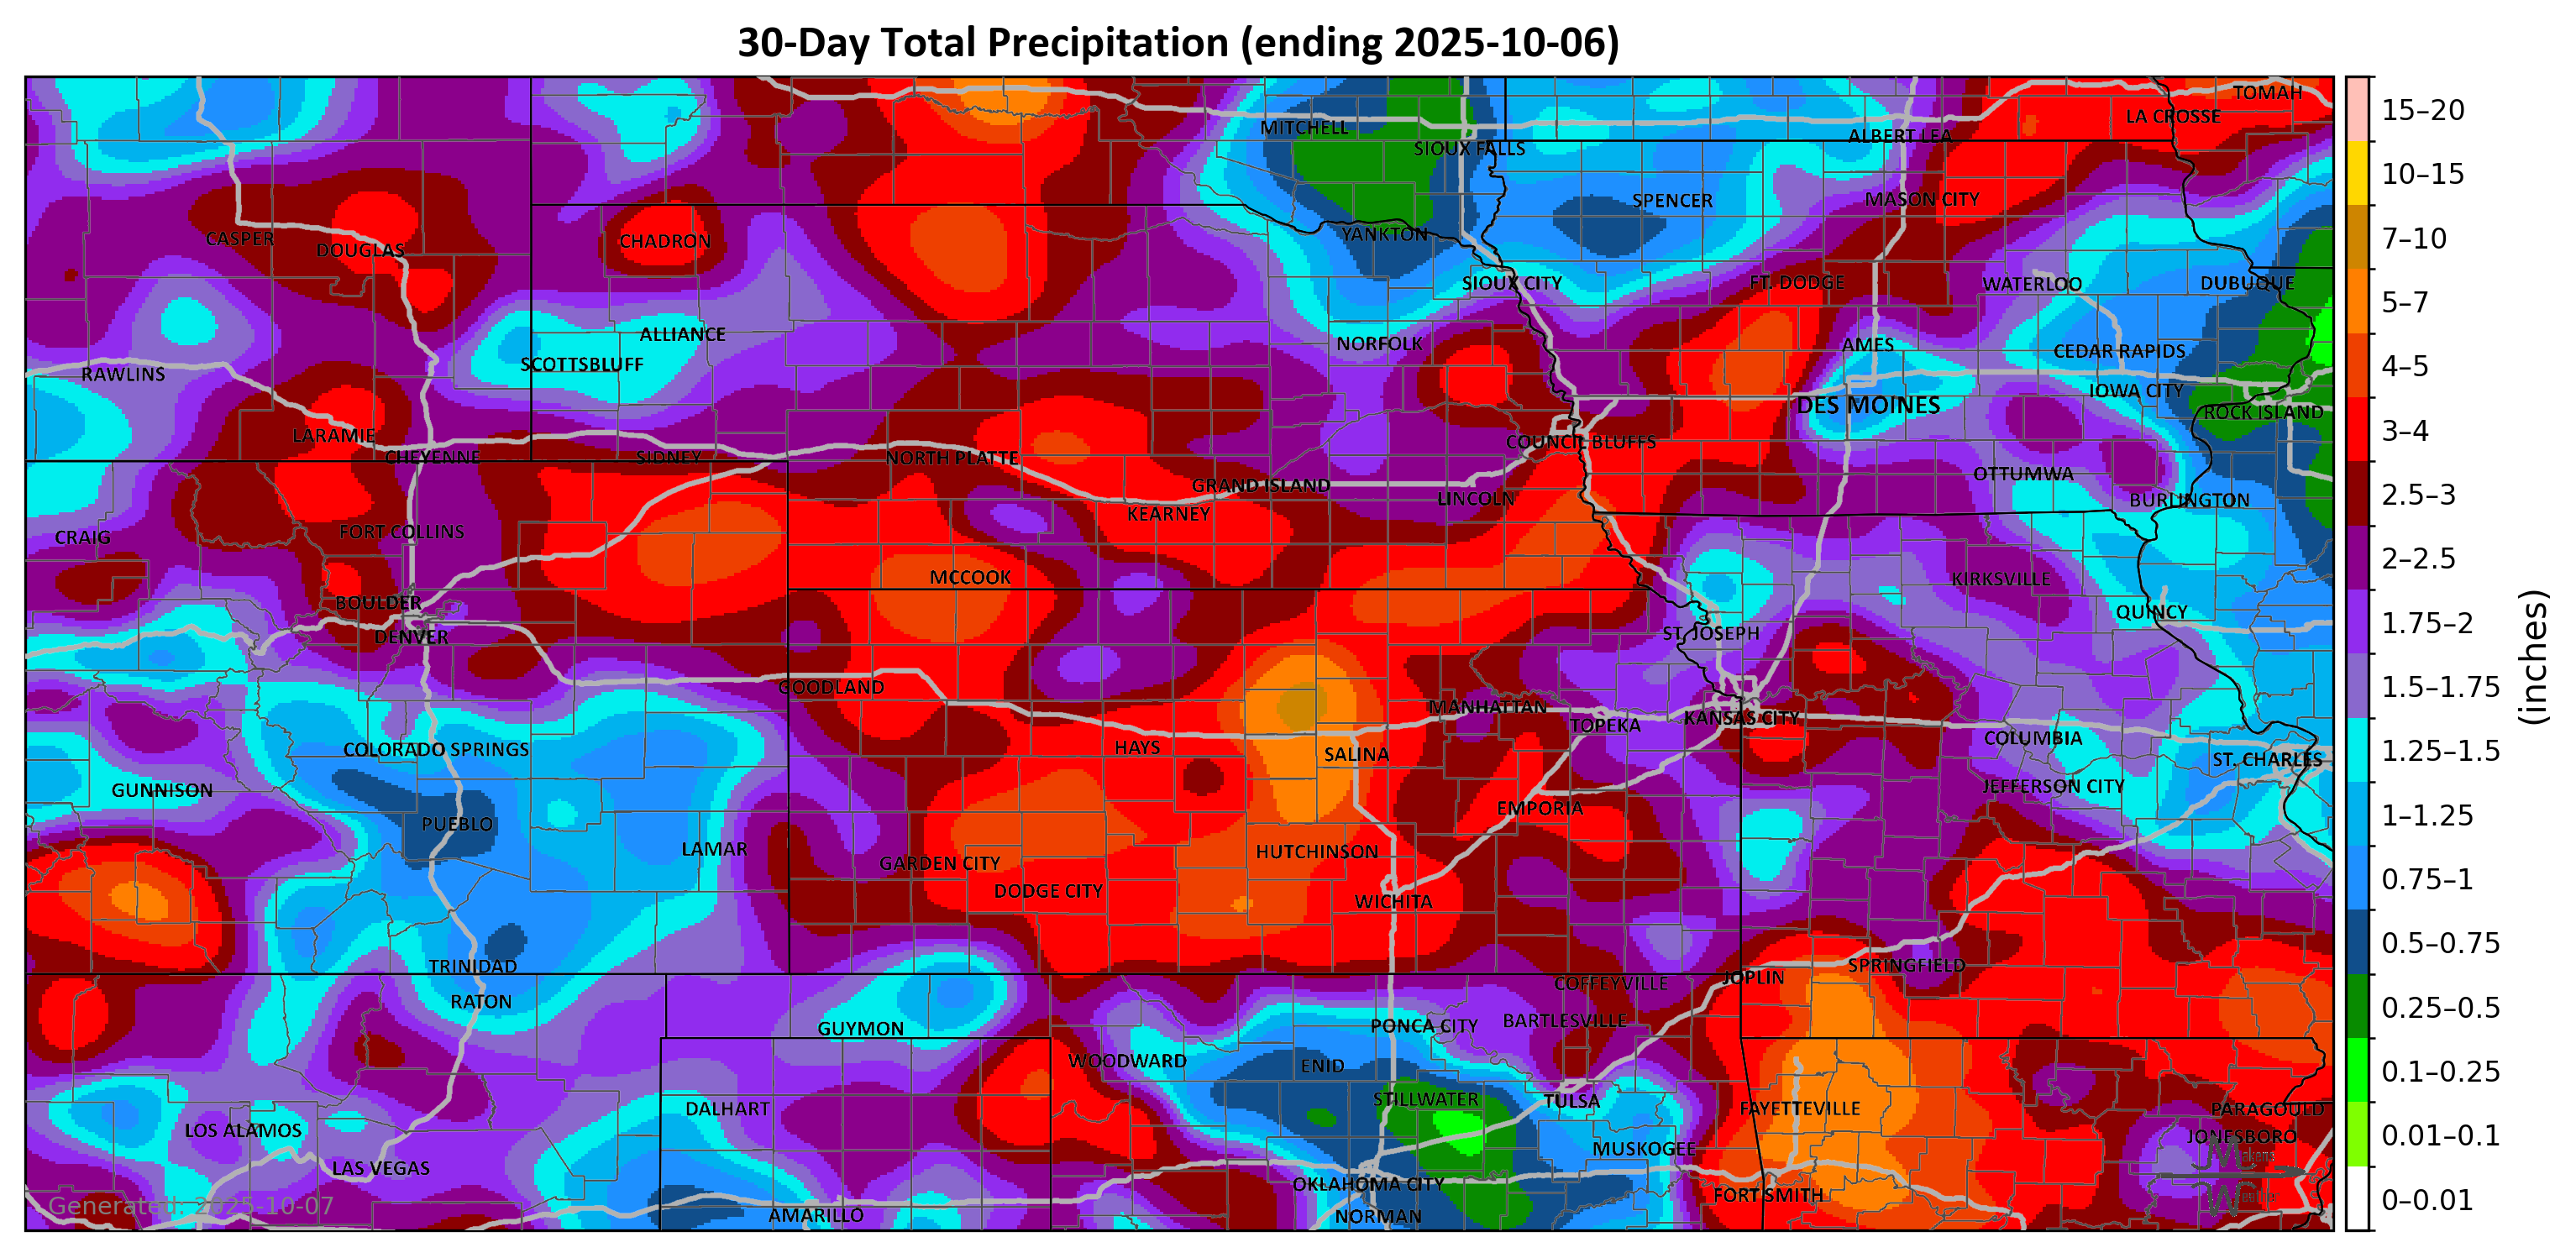 30-Day Total Precipitation (ending 2025-10-06)
TOMAH
LA CROSSE
MITCHELL
ALBERT LEA
SIOUX FALLS
SPENCER
MASON CITY
YANKTON
CASPER
CHADRON
DOUGLAS
SIOUX CITY
FT. DODGE
WATERLOO
DUBUQUE
ALLIANCE
NORFOLK
AMES
CEDAR RAPIDS
SCOTTSBLUFF
RAWLINS
IOWA CITY
DES MOINES
ROCK ISLAND
LARAMIE
COUNCIL BLUFFS
CHEYENNE
SIDNEY
NORTH PLATTE
OTTUMWA
GRAND ISLAND
LINCOLN
BURLINGTON
KEARNEY
FORT COLLINS
CRAIG
MCCOOK
KIRKSVILLE
BOULDER
QUINCY
DENVER
ST. JOSEPH
GOODLAND
MANHATTAN
KANSAS CITY
TOPEKA
COLUMBIA
COLORADO SPRINGS
HAYS
SALINA
ST. CHARLES
GUNNISON
JEFFERSON CITY
EMPORIA
PUEBLO
LAMAR
HUTCHINSON
GARDEN CITY
DODGE CITY
WICHITA
TRINIDAD
SPRINGFIELD
JOPLIN
COFFEYVILLE
RATON
GUYMON
PONCA CITY
BARTLESVILLE
WOODWARD
ENID
STILLWATER
TULSA
DALHART
FAYETTEVILLE
PARAGOULD
LOS ALAMOS
JONESBORO
MUSKOGEE
LAS VEGAS
OKLAHOMA CITY
FORT SMITH
AMARILLO
NORMAN
Generated: 2025-10-07
15–20
10–15
7–10
5–7
4–5
3–4
2.5–3
2–2.5
1.75–2
1.5–1.75
1.25–1.5
1–1.25
0.75–1
0.5–0.75
0.25–0.5
0.1–0.25
0.01–0.1
0–0.01
(inches)